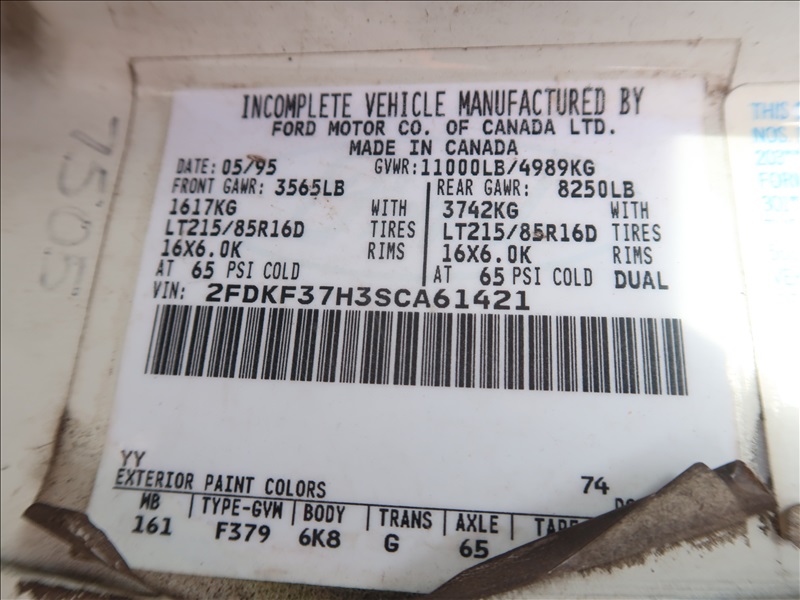 INCOMPLETE VEHICLE MANUFACTURED BY
FORD MOTOR CO. OF CANADA LTD.
MADE IN CANADA
DATE: 05/95 GVWR: 11000LB/4989KG
FRONT GAWR: 3565LB REAR GAWR: 8250LB
1617KG WITH 3742KG WITH
LT215/85R16D TIRES LT215/85R16D TIRES
16X6.0K RIMS 16X6.0K RIMS
AT 65 PSI COLD AT 65 PSI COLD DUAL
VIN: 2FDKF37H3SCA61421
YY
EXTERIOR PAINT COLORS 74
MB TYPE-GVW BODY TRANS AXLE
161 F379 6K8 G 65
7505
THIS